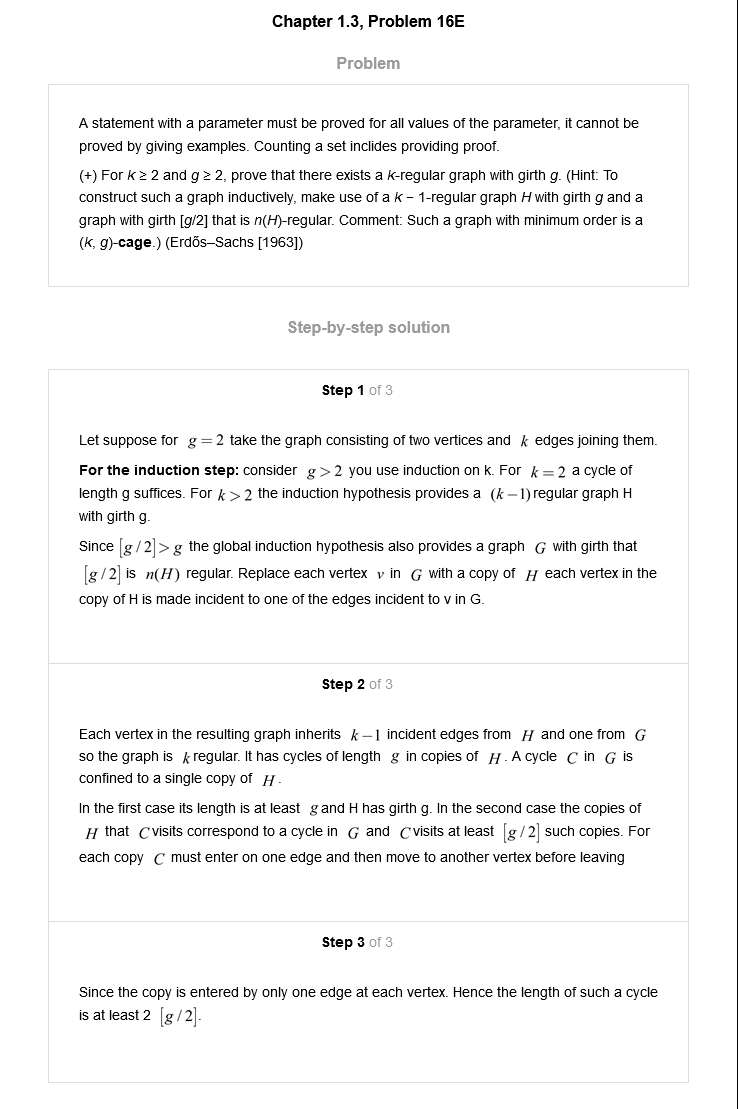 Chapter 1.3, Problem 16E
Problem
A statement with a parameter must be proved for all values of the parameter, it cannot be
proved by giving examples. Counting a set inclides providing proof.
(+) For k ≥ 2 and g ≥ 2, prove that there exists a k-regular graph with girth g. (Hint: To
construct such a graph inductively, make use of a k − 1-regular graph H with girth g and a
graph with girth [g/2] that is n(H)-regular. Comment: Such a graph with minimum order is a
(k, g)-cage.) (Erdős–Sachs [1963])
Step-by-step solution
Step 1 of 3
Let suppose for g = 2 take the graph consisting of two vertices and k edges joining them.
For the induction step: consider g > 2 you use induction on k. For k = 2 a cycle of
length g suffices. For k > 2 the induction hypothesis provides a (k − 1) regular graph H
with girth g.
Since [g / 2] > g the global induction hypothesis also provides a graph G with girth that
[g / 2] is n(H) regular. Replace each vertex v in G with a copy of H each vertex in the
copy of H is made incident to one of the edges incident to v in G.
Step 2 of 3
Each vertex in the resulting graph inherits k − 1 incident edges from H and one from G
so the graph is k regular. It has cycles of length g in copies of H. A cycle C in G is
confined to a single copy of H.
In the first case its length is at least g and H has girth g. In the second case the copies of
H that C visits correspond to a cycle in G and C visits at least [g / 2] such copies. For
each copy C must enter on one edge and then move to another vertex before leaving
Step 3 of 3
Since the copy is entered by only one edge at each vertex. Hence the length of such a cycle
is at least 2 [g / 2].